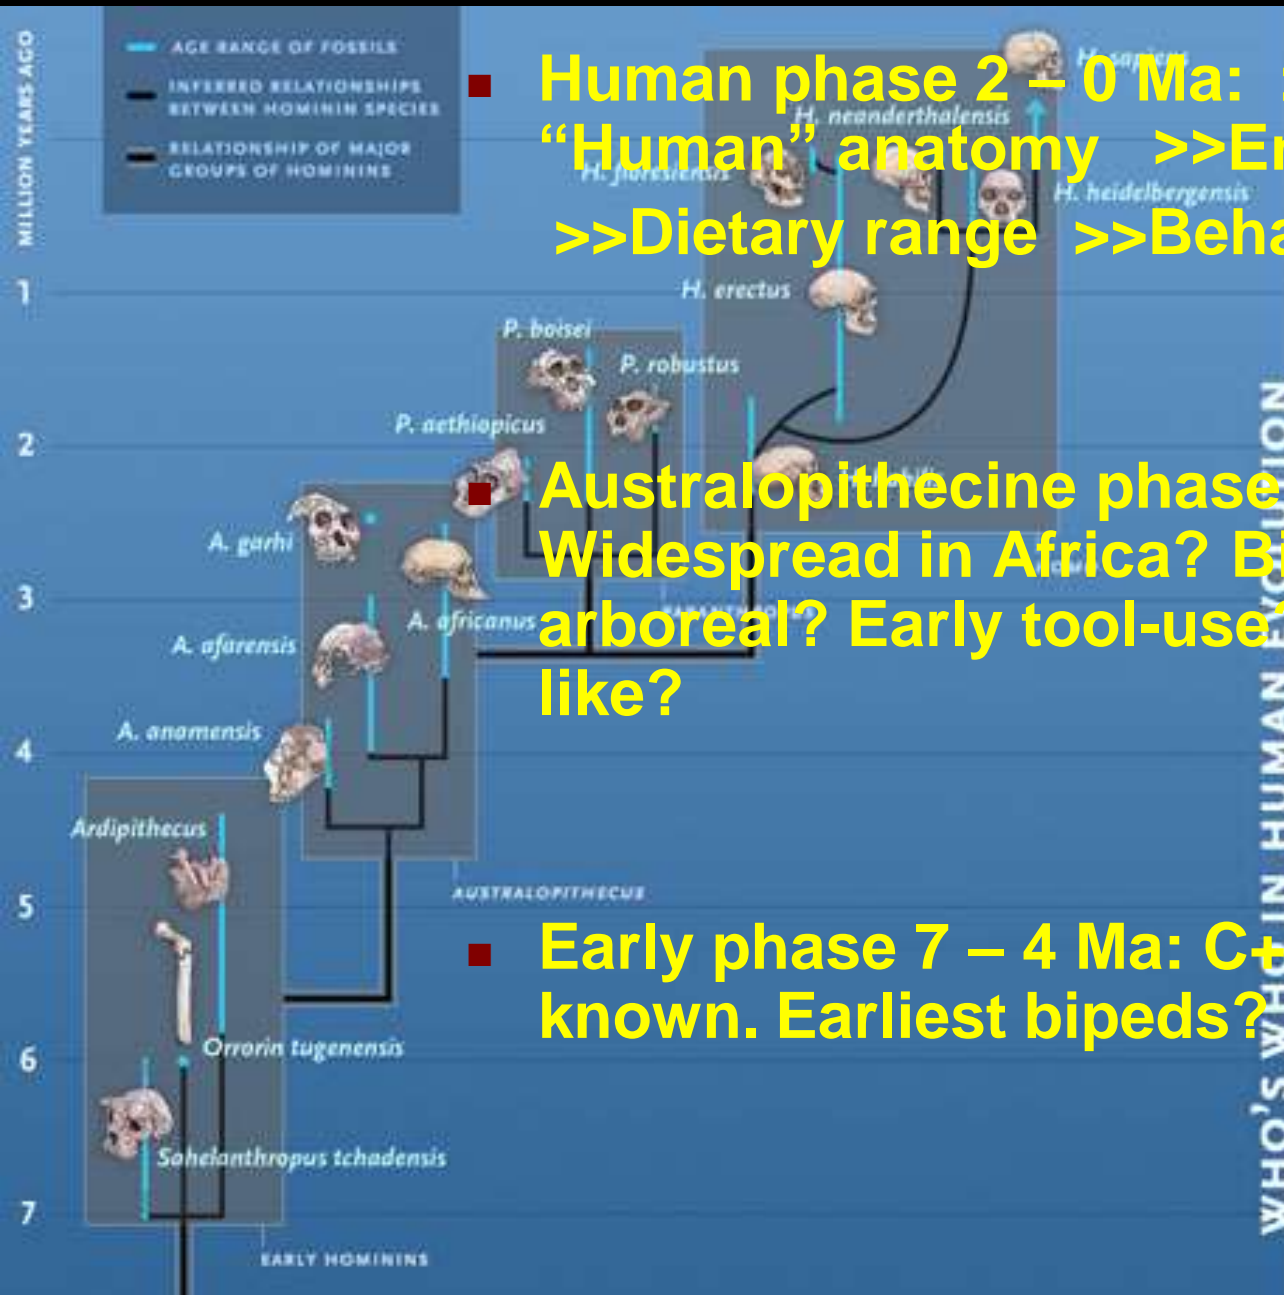 MILLION YEARS AGO
AGE RANGE OF FOSSILS
INFERRED RELATIONSHIPS
BETWEEN HOMININ SPECIES
RELATIONSHIP OF MAJOR
GROUPS OF HOMININS
▪ Human phase 2 – 0 Ma:
“Human” anatomy >>En
>>Dietary range >>Beha
H. sapiens
H. neanderthalensis
H. floresiensis
H. heidelbergensis
1
H. erectus
P. boisei
P. robustus
P. aethiopicus
2
▪ Australopithecine phase
Widespread in Africa? Bi
arboreal? Early tool-use
like?
A. garhi
3
A. africanus
A. afarensis
A. anamensis
4
Ardipithecus
AUSTRALOPITHECUS
5
▪ Early phase 7 – 4 Ma: C+
known. Earliest bipeds?
Orrorin tugenensis
6
Sahelanthropus tchadensis
7
EARLY HOMININS
WHO'S WHO IN HUMAN EVOLUTION